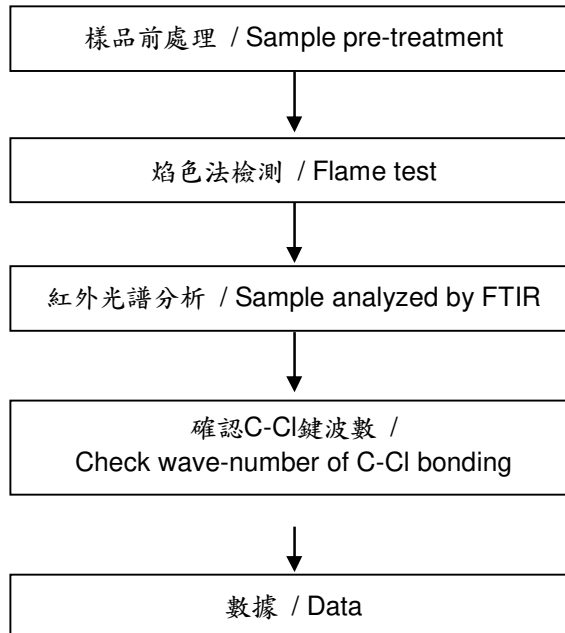 樣品前處理 / Sample pre-treatment
焰色法檢測 / Flame test
紅外光譜分析 / Sample analyzed by FTIR
確認C-Cl鍵波數 /
Check wave-number of C-Cl bonding
數據 / Data